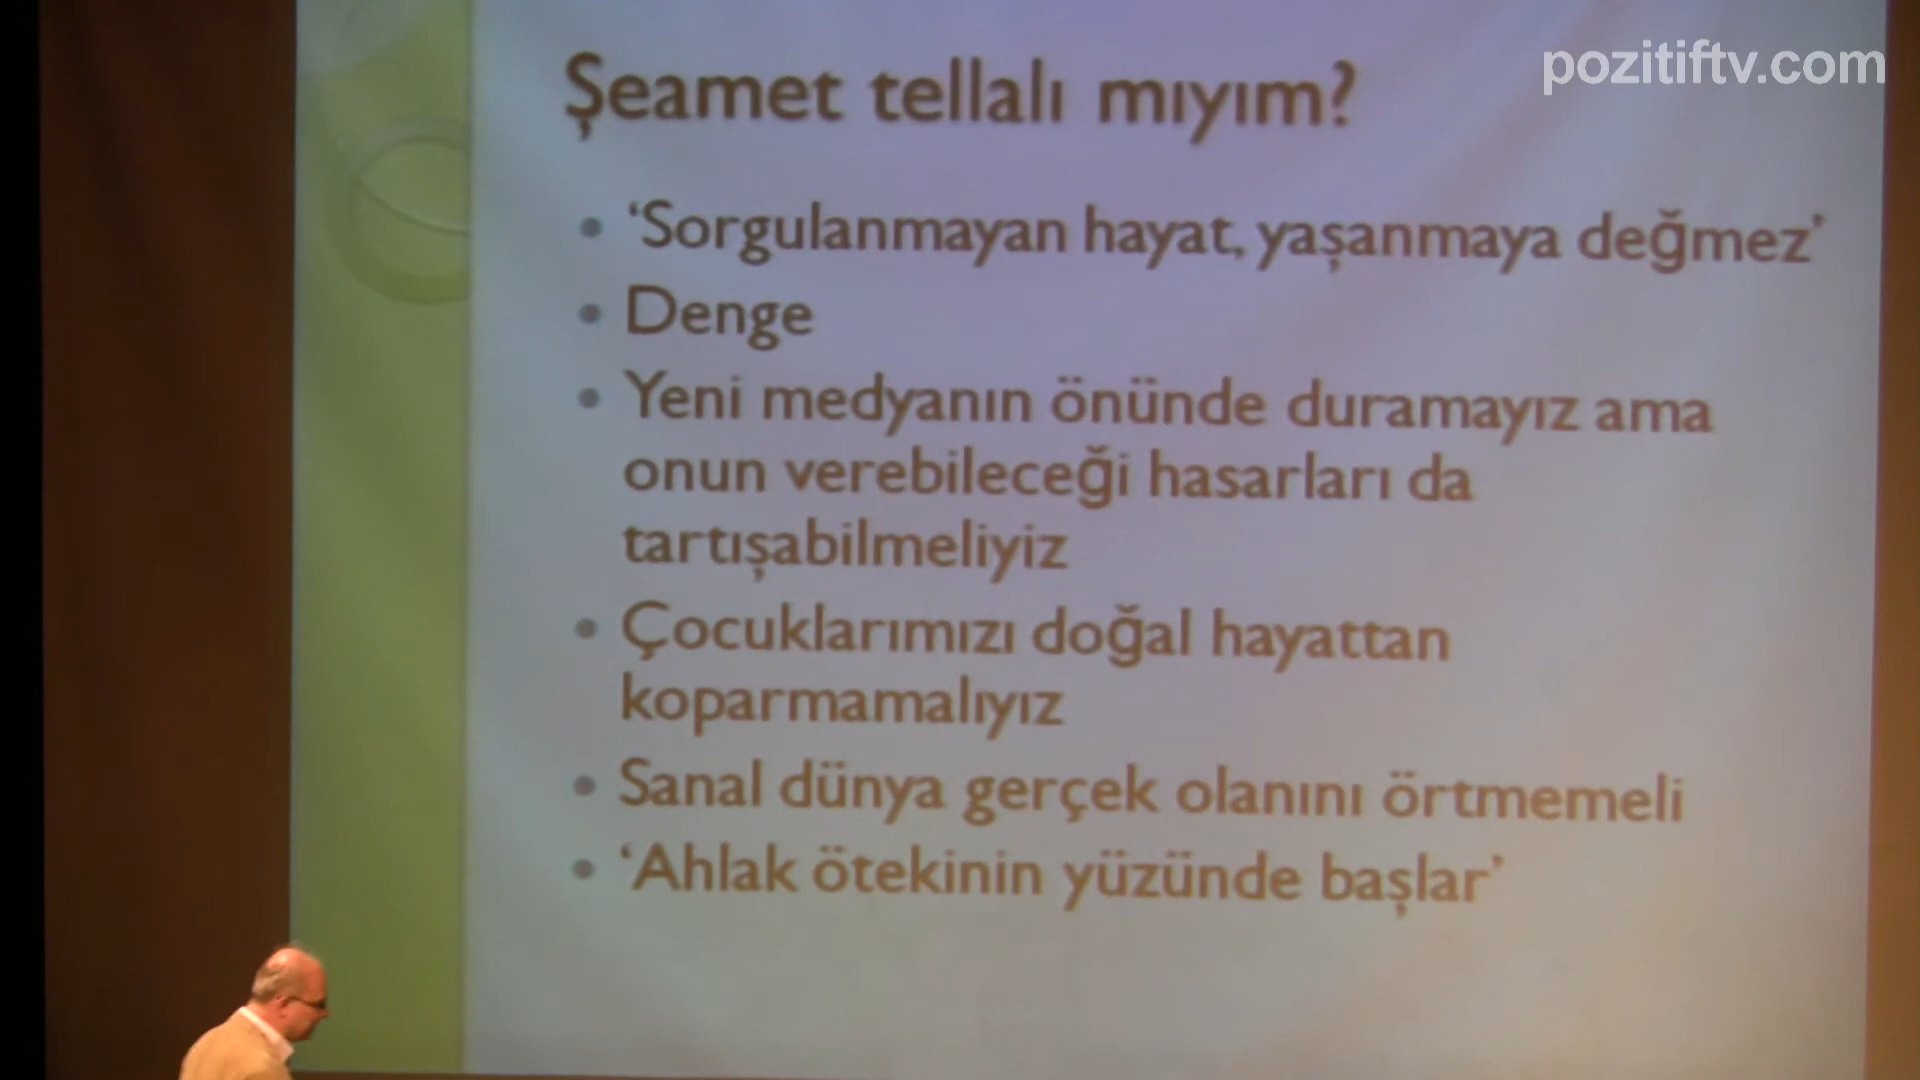 pozitiftv.com
Şeamet tellalı mıyım?
• ‘Sorgulanmayan hayat, yaşanmaya değmez’
• Denge
• Yeni medyanın önünde duramayız ama
onun verebileceği hasarları da
tartışabilmeliyiz
• Çocuklarımızı doğal hayattan
koparmamalıyız
• Sanal dünya gerçek olanını örtmemeli
• ‘Ahlak ötekinin yüzünde başlar’